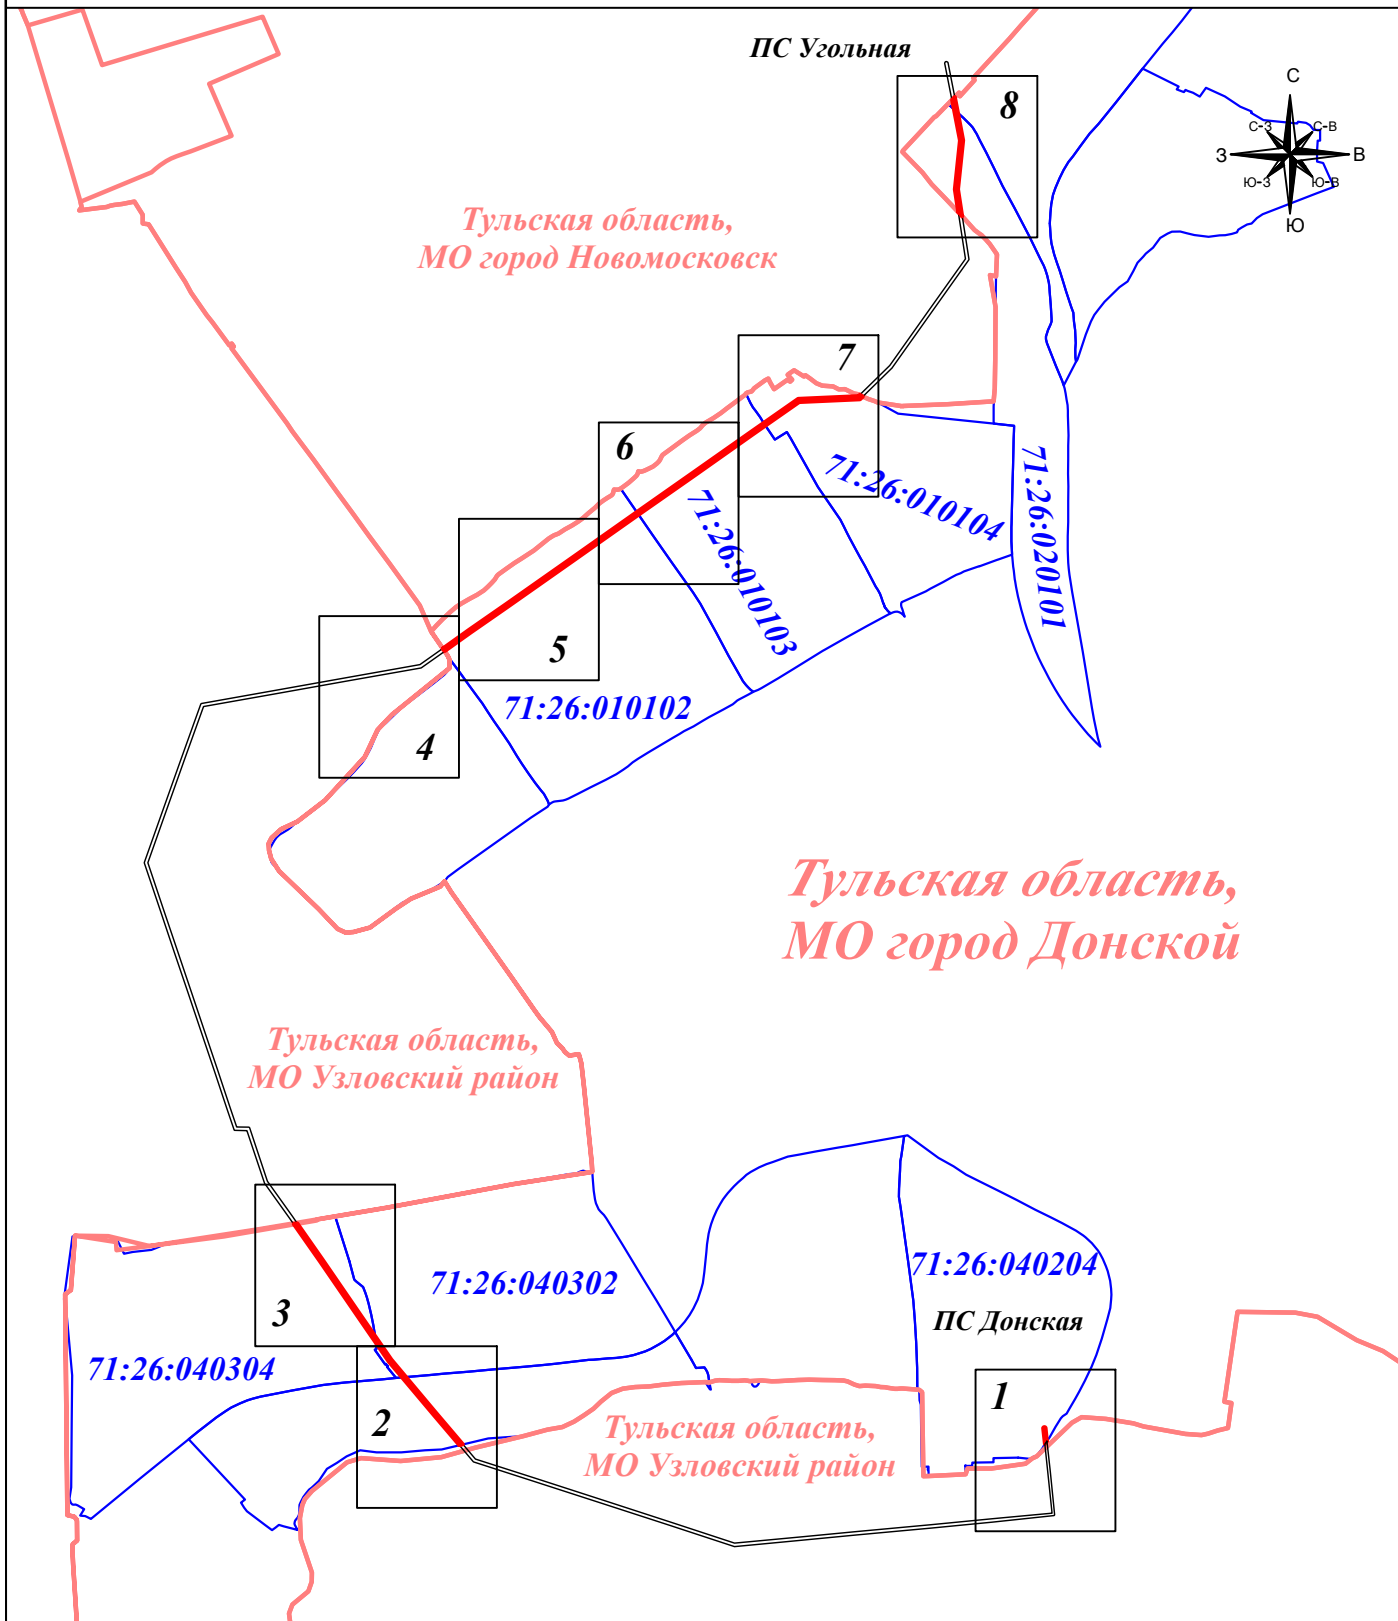 ПС Угольная
8
С
С-З
С-В
З
В
Ю-З
Ю-В
Ю
Тульская область,
МО город Новомосковск
7
6
71:26:010104
71:26:020101
71:26:010103
5
71:26:010102
4
Тульская область,
МО город Донской
Тульская область,
МО Узловский район
71:26:040302
71:26:040204
3
ПС Донская
71:26:040304
1
2
Тульская область,
МО Узловский район